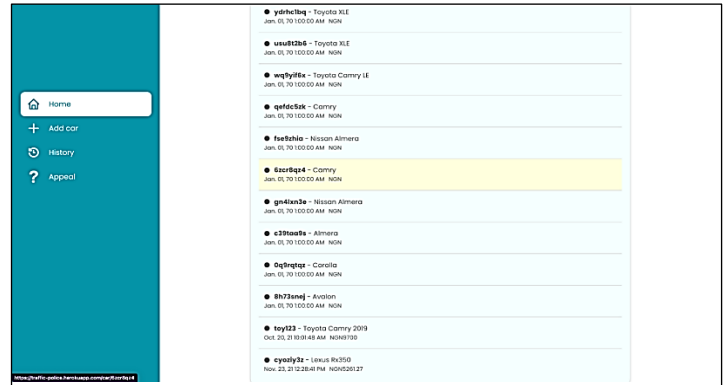 ydrhclbq - Toyota XLE
Jan. 01, 70 1:00:00 AM NGN
usu8t2b6 - Toyota XLE
Jan. 01, 70 1:00:00 AM NGN
wq9yif6x - Toyota Camry LE
Jan. 01, 70 1:00:00 AM NGN
qefdc5zk - Camry
Jan. 01, 70 1:00:00 AM NGN
fse9zhia - Nissan Almera
Jan. 01, 70 1:00:00 AM NGN
6zcr8qz4 - Camry
Jan. 01, 70 1:00:00 AM NGN
gn4lxn3e - Nissan Almera
Jan. 01, 70 1:00:00 AM NGN
c39taa9s - Almera
Jan. 01, 70 1:00:00 AM NGN
0q9rqtqz - Corolla
Jan. 01, 70 1:00:00 AM NGN
8h73snej - Avalon
Jan. 01, 70 1:00:00 AM NGN
toy123 - Toyota Camry 2019
Oct. 20, 21 10:01:48 AM NGN9700
cyozly3z - Lexus Rx350
Nov. 23, 21 12:28:41 PM NGN526127
Home
Add car
History
Appeal
https://traffic-police.herokuapp.com/car/6zcr8qz4